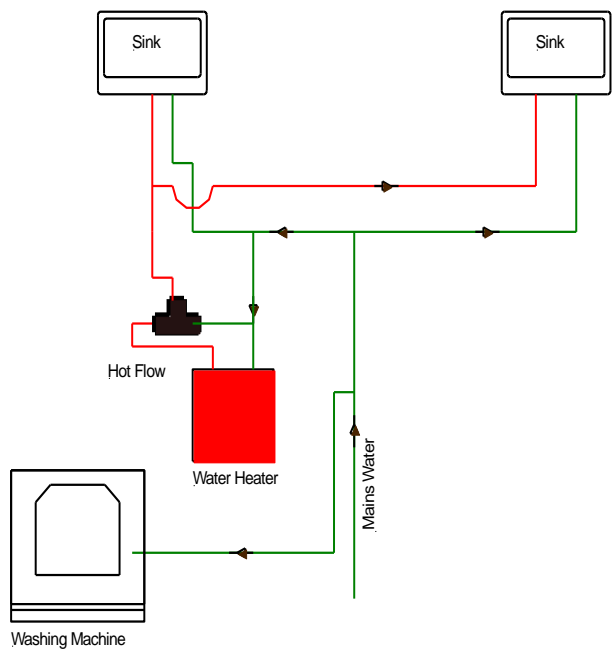 Sink
Sink
Hot Flow
Water Heater
Mains Water
Washing Machine